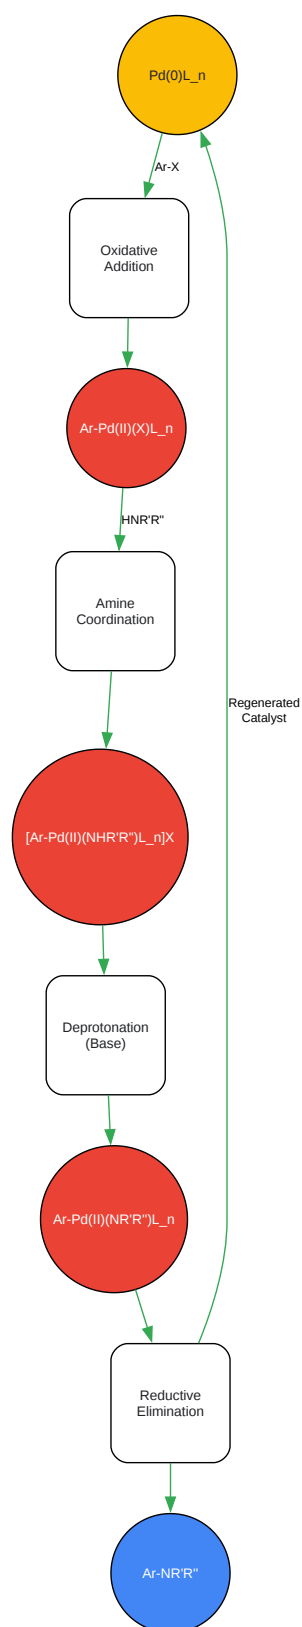 Pd(0)L_n
Ar-X
Oxidative
Addition
Ar-Pd(II)(X)L_n
HNR'R"
Amine
Coordination
Regenerated
Catalyst
[Ar-Pd(II)(NHR'R")L_n]X
Deprotonation
(Base)
Ar-Pd(II)(NR'R")L_n
Reductive
Elimination
Ar-NR'R"